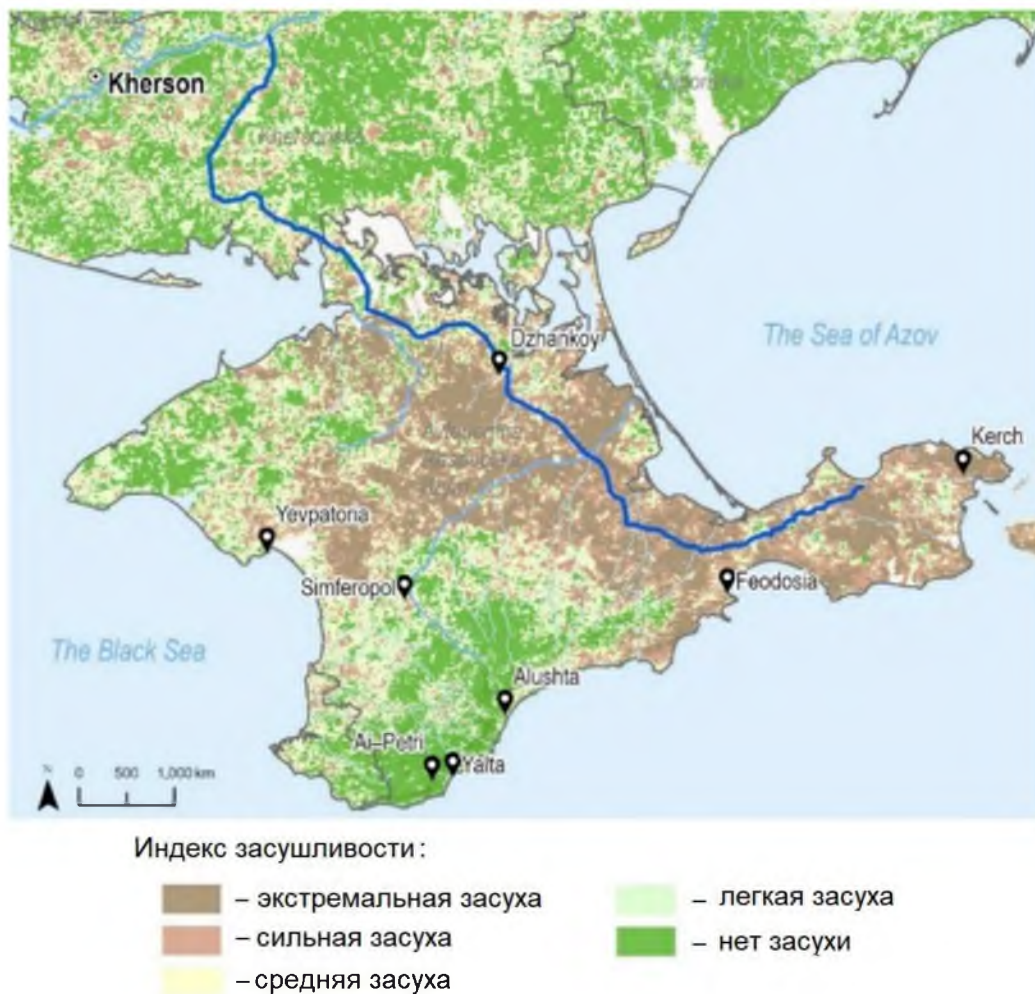 Kherson
Dzhankoy
The Sea of Azov
Kerch
Yevpatoria
Simferopol
Feodosia
The Black Sea
Alushta
Ai-Petri
Yalta
N 0 500 1,000 km
Индекс засушливости:
– экстремальная засуха
– легкая засуха
– сильная засуха
– нет засухи
– средняя засуха